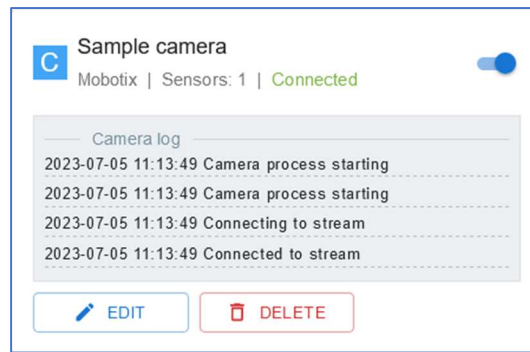 C
Sample camera
Mobotix | Sensors: 1 | Connected
Camera log
2023-07-05 11:13:49 Camera process starting
2023-07-05 11:13:49 Camera process starting
2023-07-05 11:13:49 Connecting to stream
2023-07-05 11:13:49 Connected to stream
EDIT
DELETE